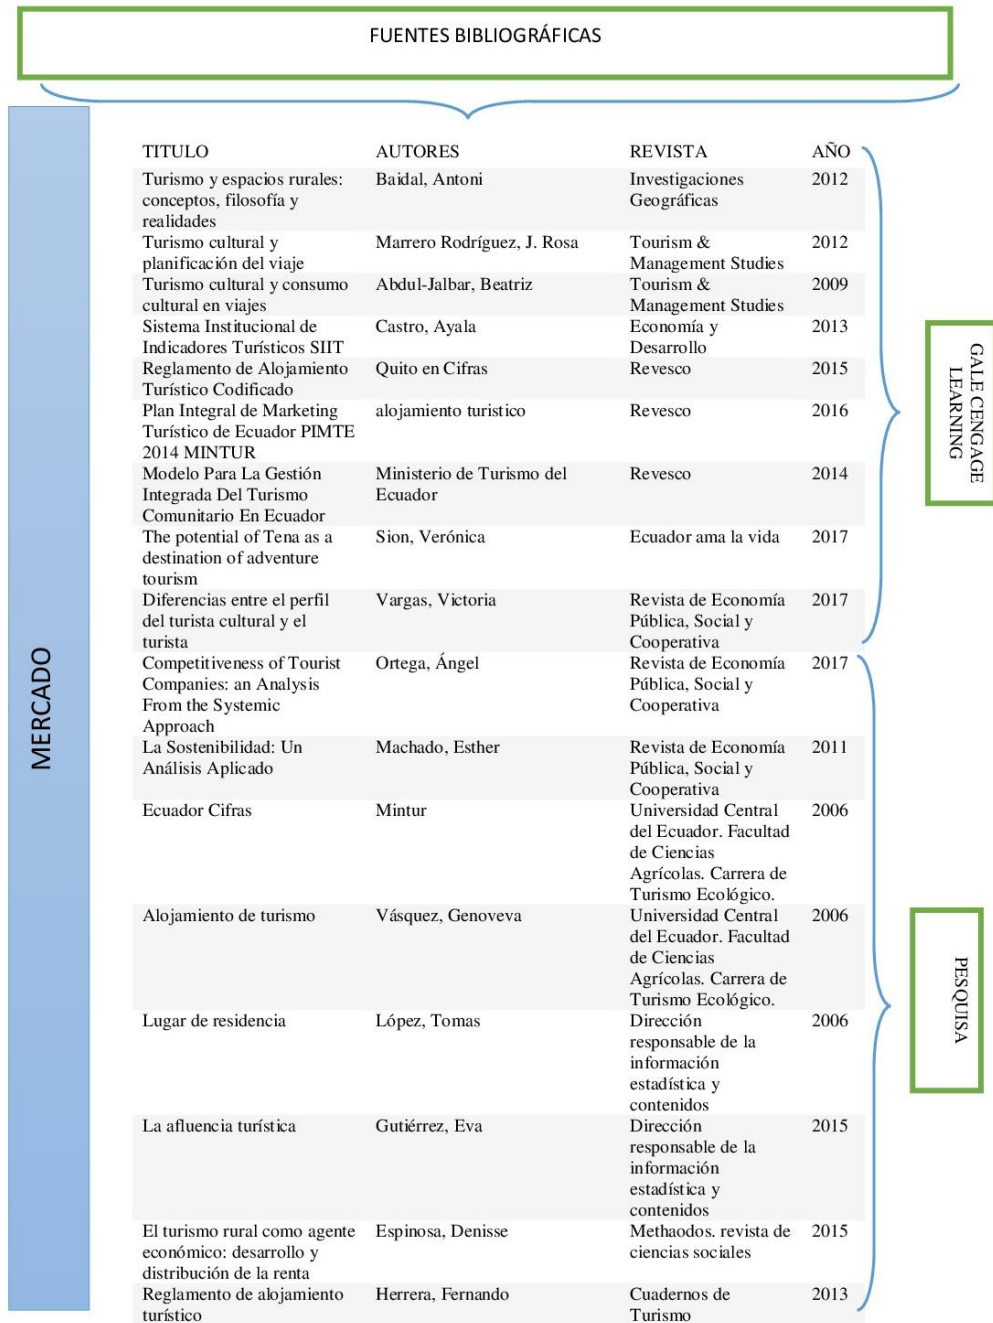 FUENTES BIBLIOGRÁFICAS
MERCADO
TITULO AUTORES REVISTA AÑO
Turismo y espacios rurales: Baidal, Antoni Investigaciones 2012
conceptos, filosofía y Geográficas
realidades
Turismo cultural y Marrero Rodríguez, J. Rosa Tourism & 2012
planificación del viaje Management Studies
Turismo cultural y consumo Abdul-Jalbar, Beatriz Tourism & 2009
cultural en viajes Management Studies
Sistema Institucional de Castro, Ayala Economía y 2013
Indicadores Turísticos SIIT Desarrollo
Reglamento de Alojamiento Quito en Cifras Revesco 2015
Turístico Codificado
Plan Integral de Marketing alojamiento turistico Revesco 2016
Turístico de Ecuador PIMTE
2014 MINTUR
Modelo Para La Gestión Ministerio de Turismo del Revesco 2014
Integrada Del Turismo Ecuador
Comunitario En Ecuador
The potential of Tena as a Sion, Verónica Ecuador ama la vida 2017
destination of adventure
tourism
Diferencias entre el perfil Vargas, Victoria Revista de Economía 2017
del turista cultural y el Pública, Social y
turista Cooperativa
Competitiveness of Tourist Ortega, Ángel Revista de Economía 2017
Companies: an Analysis Pública, Social y
From the Systemic Cooperativa
Approach
La Sostenibilidad: Un Machado, Esther Revista de Economía 2011
Análisis Aplicado Pública, Social y
Cooperativa
Ecuador Cifras Mintur Universidad Central 2006
del Ecuador. Facultad
de Ciencias
Agrícolas. Carrera de
Turismo Ecológico.
Alojamiento de turismo Vásquez, Genoveva Universidad Central 2006
del Ecuador. Facultad
de Ciencias
Agrícolas. Carrera de
Turismo Ecológico.
Lugar de residencia López, Tomas Dirección 2006
responsable de la
información
estadística y
contenidos
La afluencia turística Gutiérrez, Eva Dirección 2015
responsable de la
información
estadística y
contenidos
El turismo rural como agente Espinosa, Denisse Methaodos. revista de 2015
económico: desarrollo y ciencias sociales
distribución de la renta
Reglamento de alojamiento Herrera, Fernando Cuadernos de 2013
turístico Turismo
GALE CENGAGE
LEARNING
PESQUISA